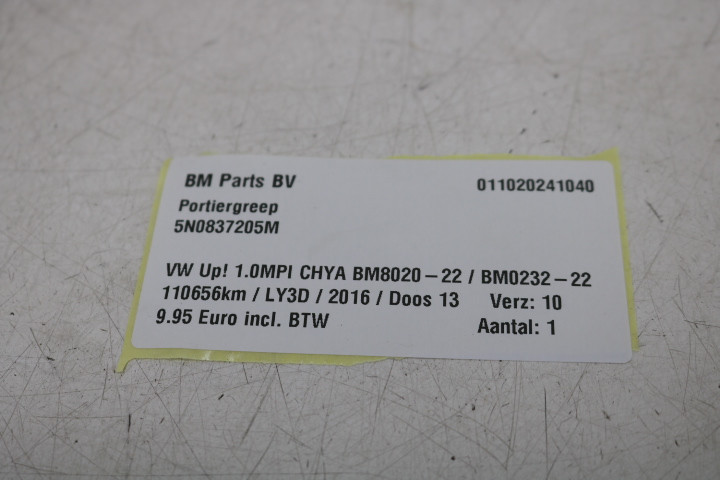 BM Parts BV 011020241040
Portiergreep
5N0837205M
VW Up! 1.0MPI CHYA BM8020-22 / BM0232-22
110656km / LY3D / 2016 / Doos 13 Verz: 10
9.95 Euro incl. BTW Aantal: 1